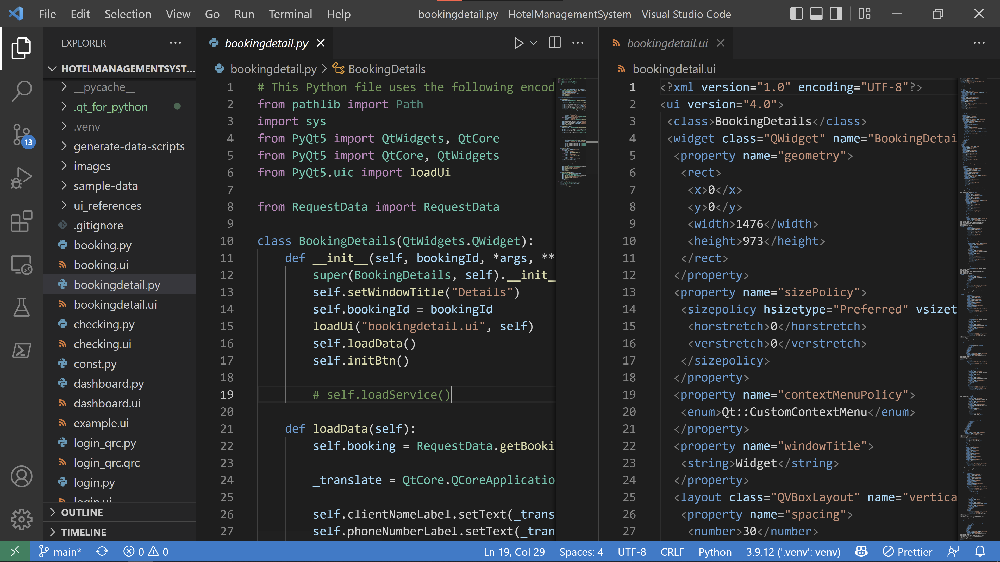 File Edit Selection View Go Run Terminal Help
bookingdetail.py - HotelManagementSystem - Visual Studio Code
EXPLORER
HOTELMANAGEMENTSYST...
__pycache__
.qt_for_python
.venv
generate-data-scripts
images
sample-data
ui_references
.gitignore
booking.py
booking.ui
bookingdetail.py
bookingdetail.ui
checking.py
checking.ui
const.py
dashboard.py
dashboard.ui
example.ui
login_qrc.py
login_qrc.qrc
login.py
login.ui
OUTLINE
TIMELINE
13
bookingdetail.py
bookingdetail.py > BookingDetails
1 # This Python file uses the following encod
2 from pathlib import Path
3 import sys
4 from PyQt5 import QtWidgets, QtCore
5 from PyQt5 import QtCore, QtWidgets
6 from PyQt5.uic import loadUi
7
8 from RequestData import RequestData
9
10 class BookingDetails(QtWidgets.QWidget):
11 def __init__(self, bookingId, *args, **
12 super(BookingDetails, self).__init__
13 self.setWindowTitle("Details")
14 self.bookingId = bookingId
15 loadUi("bookingdetail.ui", self)
16 self.loadData()
17 self.initBtn()
18
19 # self.loadService()
20
21 def loadData(self):
22 self.booking = RequestData.getBooki
23
24 _translate = QtCore.QCoreApplicatio
25
26 self.clientNameLabel.setText(_trans
27 self.phoneNumberLabel.setText(_tran
bookingdetail.ui
bookingdetail.ui
1 <?xml version="1.0" encoding="UTF-8"?>
2 <ui version="4.0">
3 <class>BookingDetails</class>
4 <widget class="QWidget" name="BookingDetai
5 <property name="geometry">
6 <rect>
7 <x>0</x>
8 <y>0</y>
9 <width>1476</width>
10 <height>973</height>
11 </rect>
12 </property>
13 <property name="sizePolicy">
14 <sizepolicy hsizetype="Preferred" vsizet
15 <horstretch>0</horstretch>
16 <verstretch>0</verstretch>
17 </sizepolicy>
18 </property>
19 <property name="contextMenuPolicy">
20 <enum>Qt::CustomContextMenu</enum>
21 </property>
22 <property name="windowTitle">
23 <string>Widget</string>
24 </property>
25 <layout class="QVBoxLayout" name="vertica
26 <property name="spacing">
27 <number>30</number>
main* 0 0 Ln 19, Col 29 Spaces: 4 UTF-8 CRLF Python 3.9.12 ('.venv': venv) Prettier